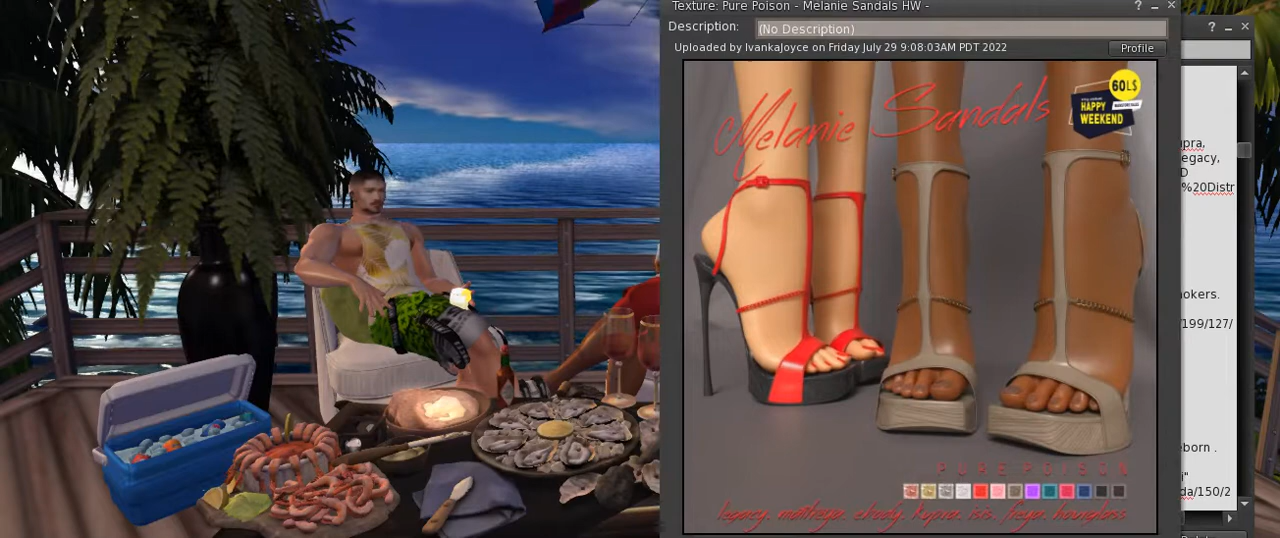 Texture: Pure Poison - Melanie Sandals HW -
Description:
(No Description)
Uploaded by IvankaJoyce on Friday July 29 9:08:03AM PDT 2022
Profile
Melanie Sandals
60L$
HAPPY
WEEKEND
PURE POISON
legacy. maitreya. ebody. kupra. isis. freya. hourglass
pra,
egacy,
D
%20Distr
okers.
/199/127/
eborn .
da/150/2